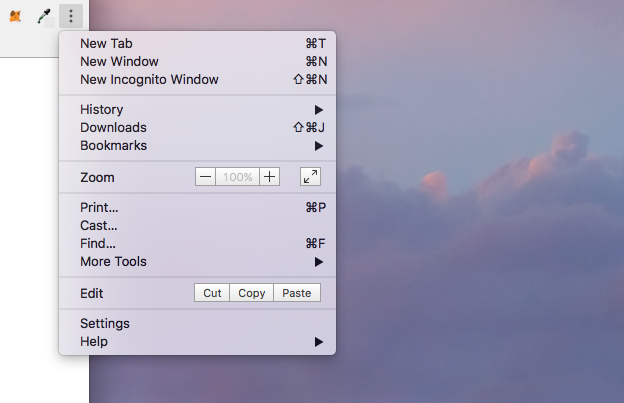 New Tab ⌘T
New Window ⌘N
New Incognito Window ⇧⌘N
History ▶
Downloads ⇧⌘J
Bookmarks ▶
Zoom − 100% +
Print... ⌘P
Cast...
Find... ⌘F
More Tools ▶
Edit Cut Copy Paste
Settings
Help ▶